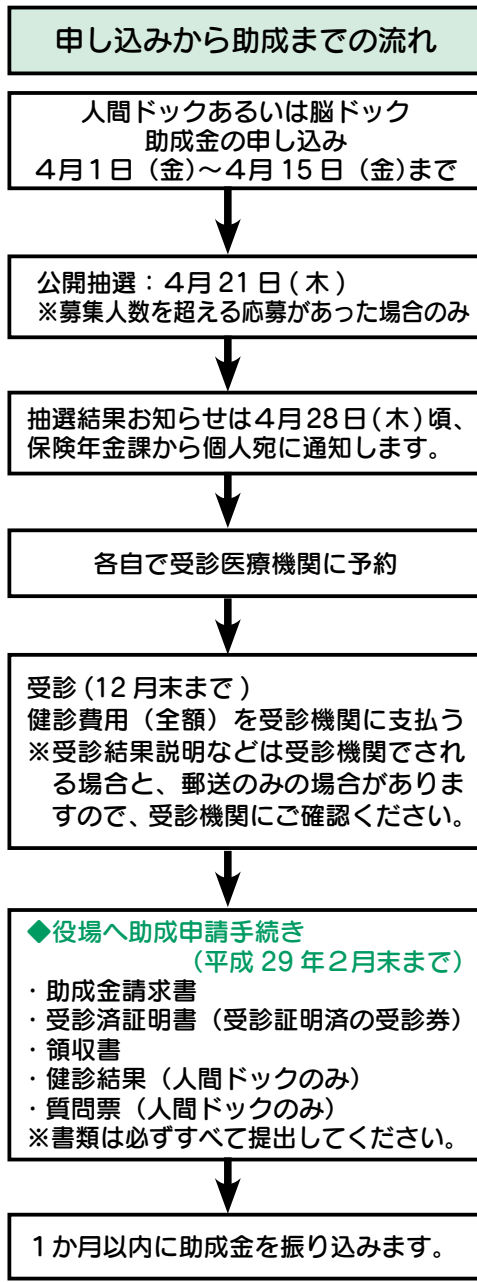 申し込みから助成までの流れ
人間ドックあるいは脳ドック
助成金の申し込み
4月1日（金）～4月15日（金）まで
公開抽選：4月21日(木)
※募集人数を超える応募があった場合のみ
抽選結果お知らせは4月28日(木)頃、
保険年金課から個人宛に通知します。
各自で受診医療機関に予約
受診(12月末まで)
健診費用（全額）を受診機関に支払う
※受診結果説明などは受診機関でされ
る場合と、郵送のみの場合がありま
すので、受診機関にご確認ください。
◆役場へ助成申請手続き
（平成29年2月末まで）
・助成金請求書
・受診済証明書（受診証明済の受診券）
・領収書
・健診結果（人間ドックのみ）
・質問票（人間ドックのみ）
※書類は必ずすべて提出してください。
1か月以内に助成金を振り込みます。